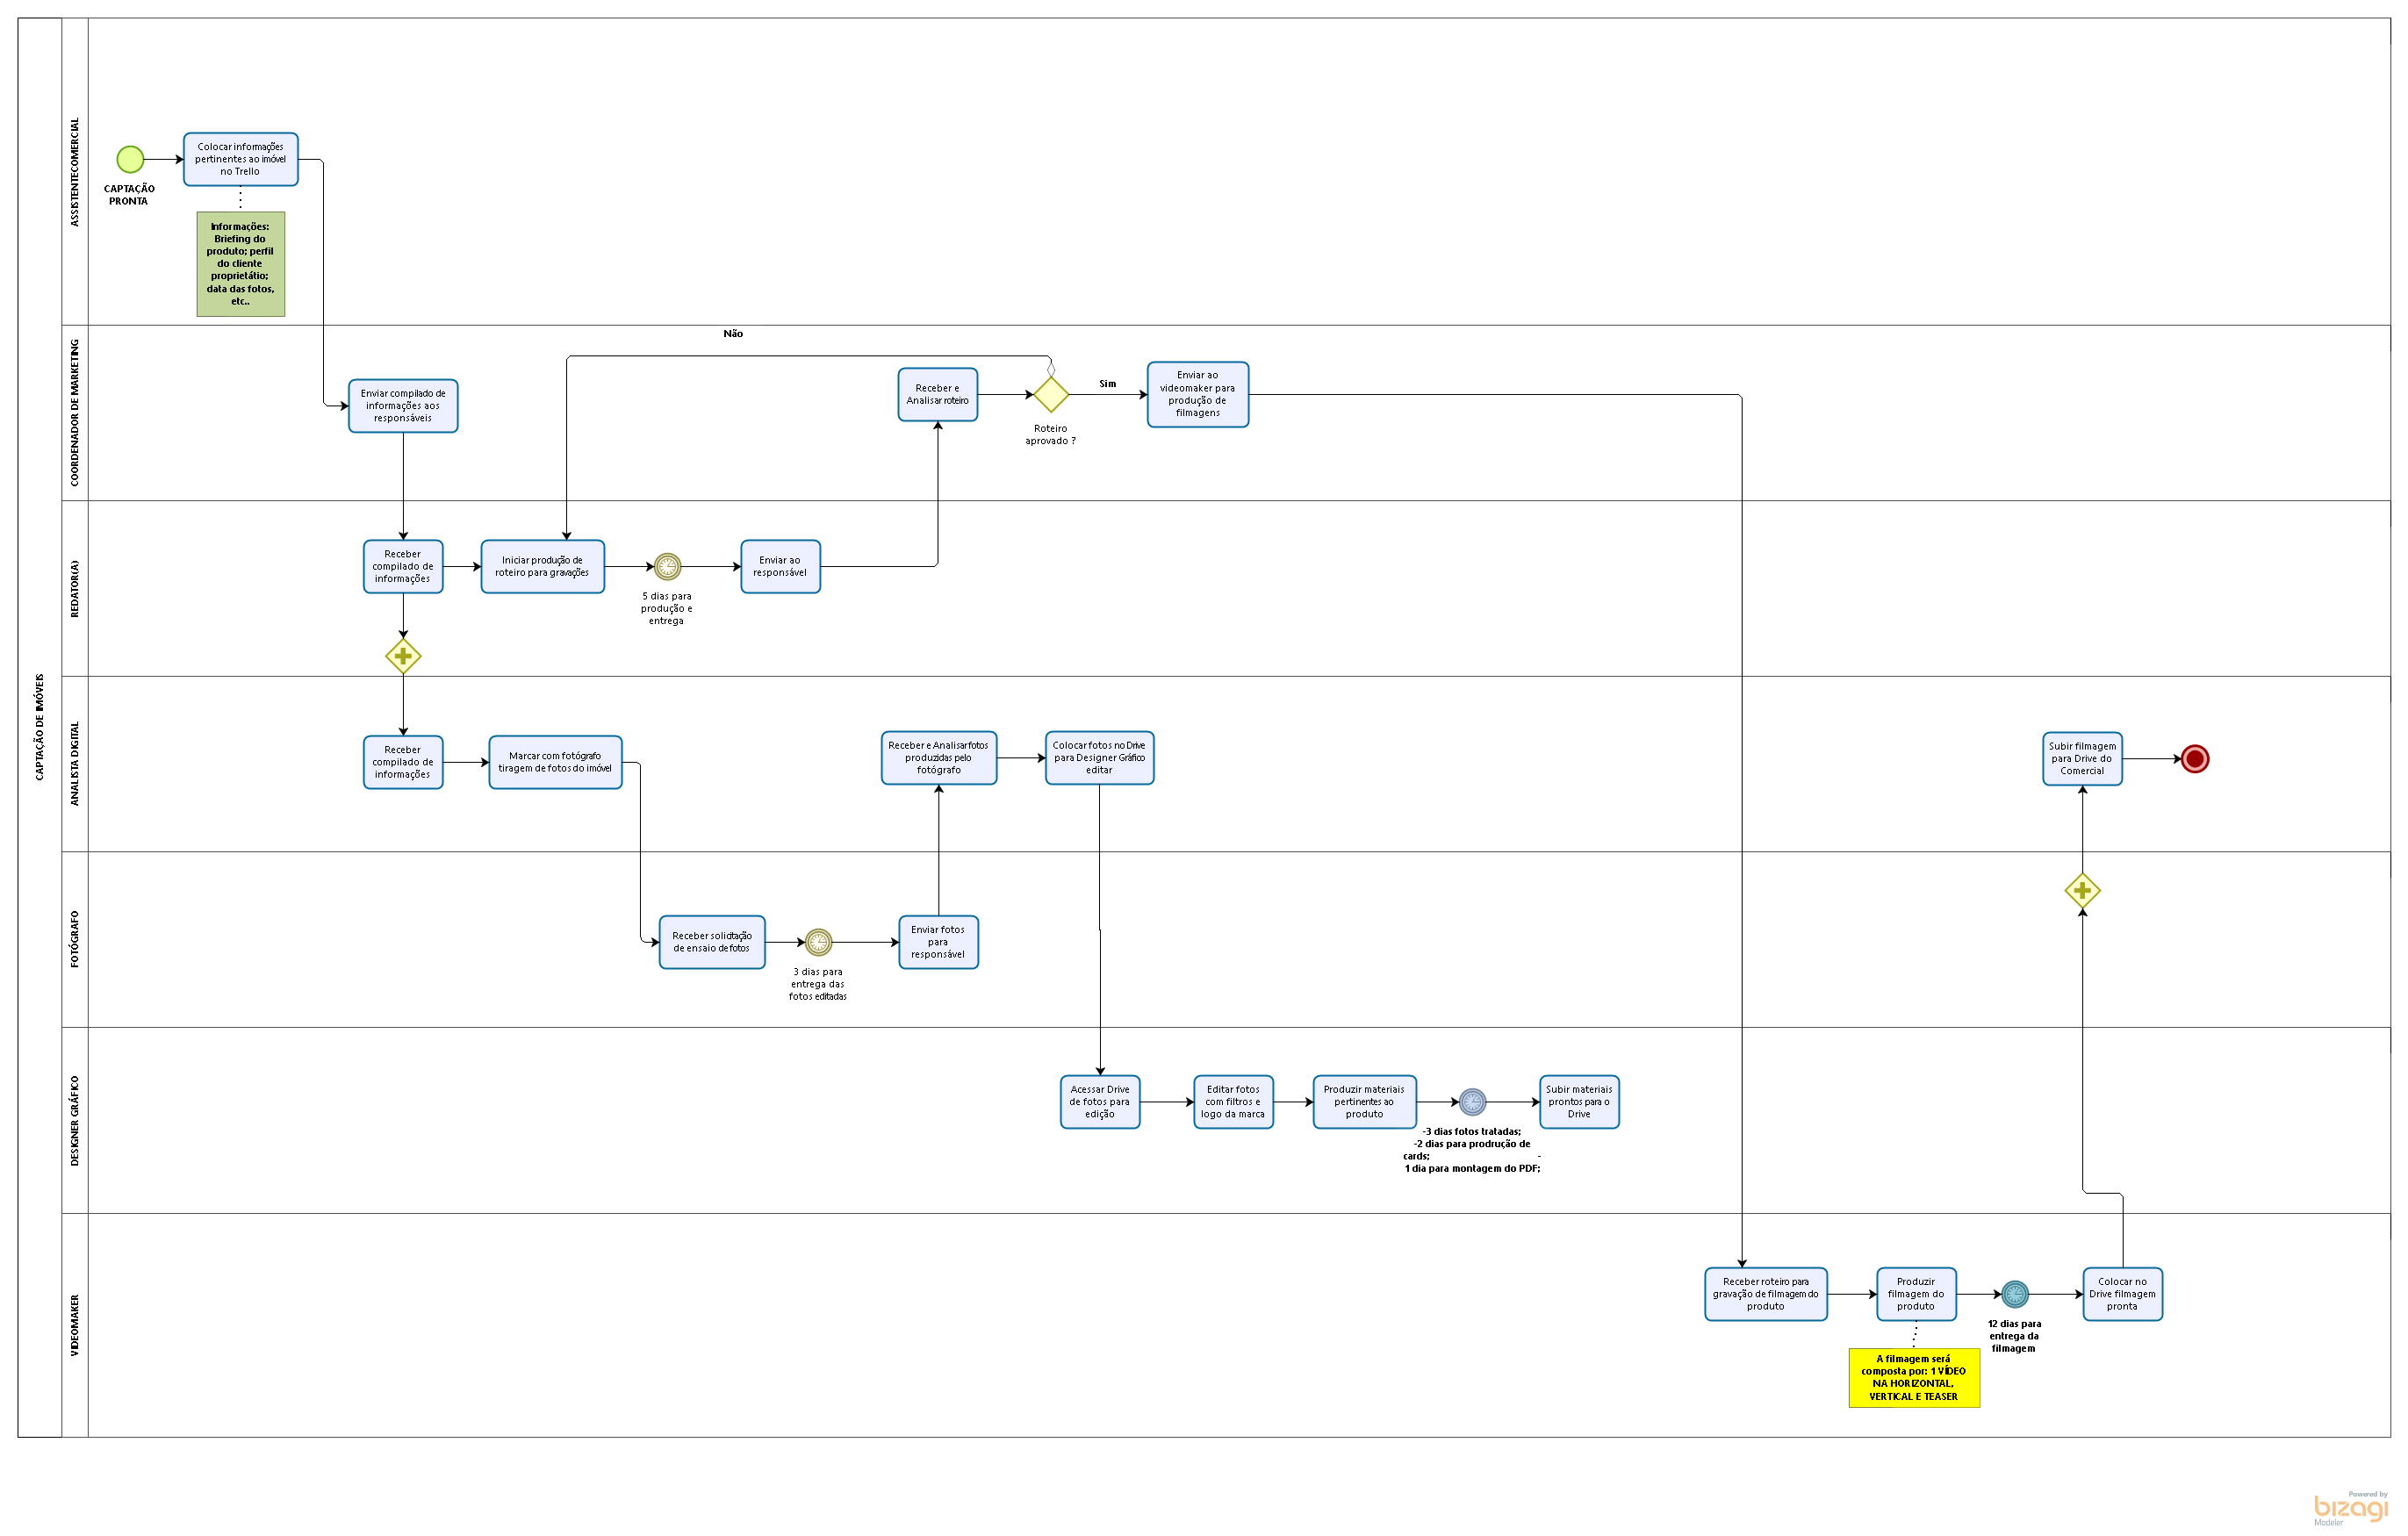 CAPTAÇÃO DE IMÓVEIS
ASSISTENTECOMERCIAL
CAPTAÇÃO
PRONTA
Colocar informações
pertinentes ao imóvel
no Trello
Informações:
Briefing do
produto; perfil
do cliente
proprietátio;
data das fotos,
etc..
COORDENADOR DE MARKETING
Enviar compilado de
informações aos
responsáveis
Não
Receber e
Analisar roteiro
Roteiro
aprovado ?
Sim
Enviar ao
videomaker para
produção de
filmagens
REDATOR(A)
Receber
compilado de
informações
Iniciar produção de
roteiro para gravações
5 dias para
produção e
entrega
Enviar ao
responsável
ANALISTA DIGITAL
Receber
compilado de
informações
Marcar com fotógrafo
tiragem de fotos do imóvel
Receber e Analisar fotos
produzidas pelo
fotógrafo
Colocar fotos no Drive
para Designer Gráfico
editar
Subir filmagem
para Drive do
Comercial
FOTÓGRAFO
Receber solicitação
de ensaio de fotos
3 dias para
entrega das
fotos editadas
Enviar fotos
para
responsável
DESIGNER GRÁFICO
Acessar Drive
de fotos para
edição
Editar fotos
com filtros e
logo da marca
Produzir materiais
pertinentes ao
produto
-3 dias fotos tratadas;
-2 dias para prodrução de
cards; -
1 dia para montagem do PDF;
Subir materiais
prontos para o
Drive
VIDEOMAKER
Receber roteiro para
gravação de filmagem do
produto
Produzir
filmagem do
produto
A filmagem será
composta por: 1 VÍDEO
NA HORIZONTAL,
VERTICAL E TEASER
12 dias para
entrega da
filmagem
Colocar no
Drive filmagem
pronta
Powered by
bizagi
Modeler